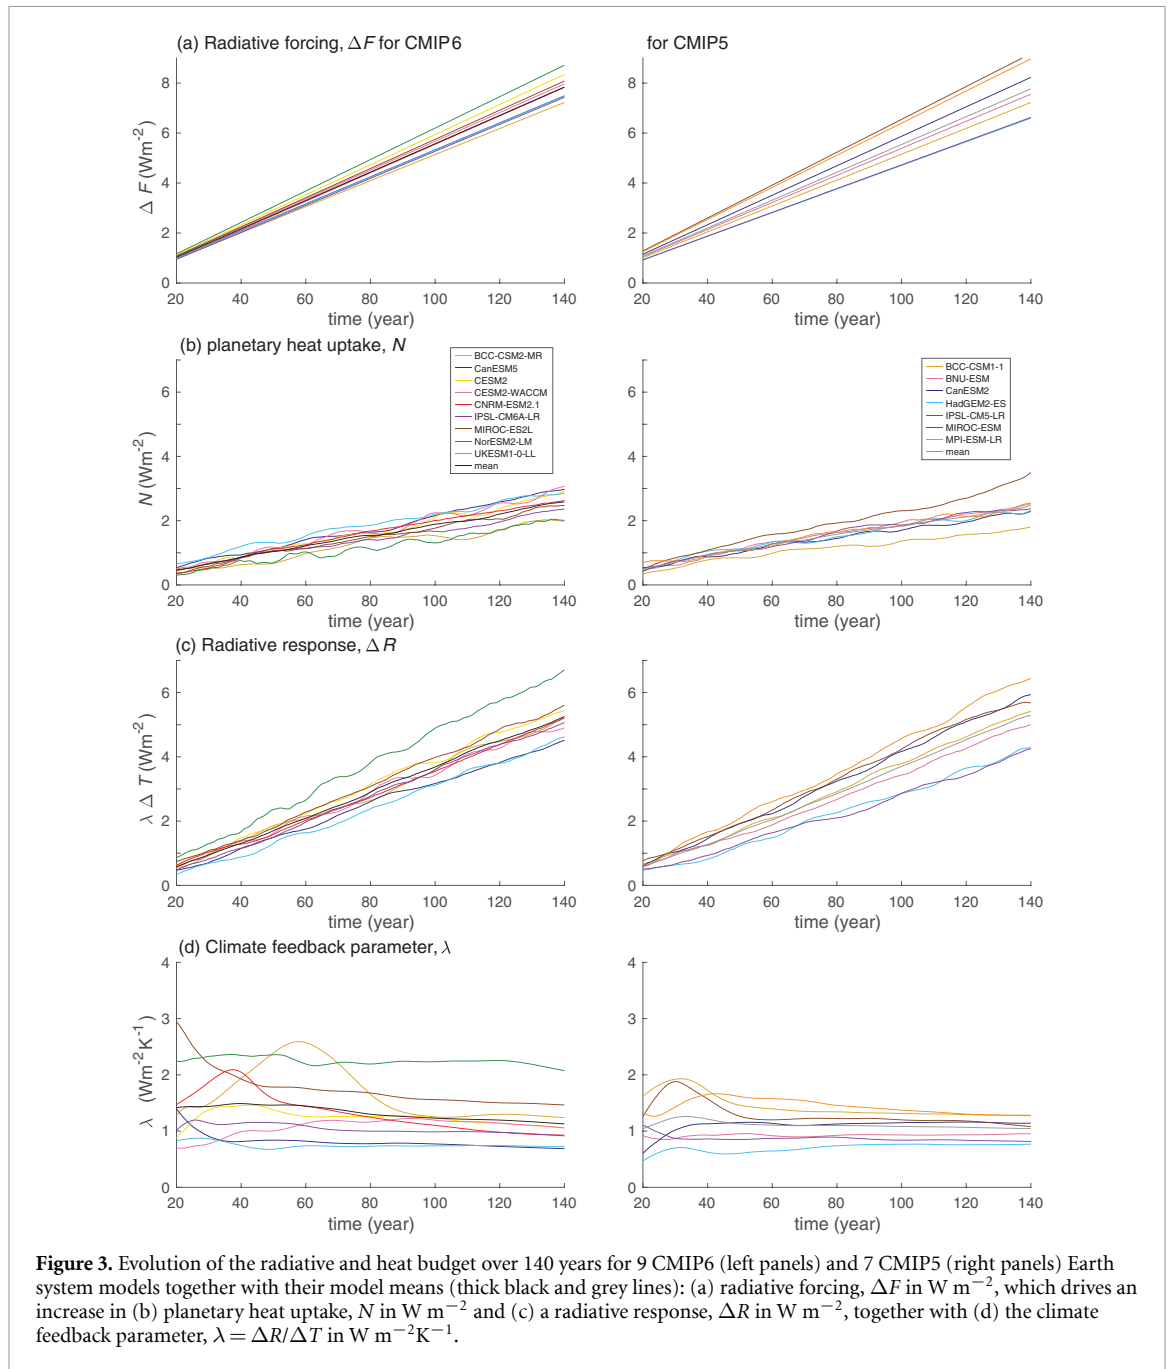 (a) Radiative forcing, ΔF for CMIP6
for CMIP5
8
6
4
2
0
Δ F (Wm-2)
20 40 60 80 100 120 140
time (year)
8
6
4
2
0
20 40 60 80 100 120 140
time (year)
(b) planetary heat uptake, N
6
4
2
0
N (Wm-2)
BCC-CSM2-MR
CanESM5
CESM2
CESM2-WACCM
CNRM-ESM2.1
IPSL-CM6A-LR
MIROC-ES2L
NorESM2-LM
UKESM1-0-LL
mean
20 40 60 80 100 120 140
time (year)
6
4
2
0
BCC-CSM1-1
BNU-ESM
CanESM2
HadGEM2-ES
IPSL-CM5-LR
MIROC-ESM
MPI-ESM-LR
mean
20 40 60 80 100 120 140
time (year)
(c) Radiative response, ΔR
6
4
2
0
λ Δ T (Wm-2)
20 40 60 80 100 120 140
time (year)
6
4
2
0
20 40 60 80 100 120 140
time (year)
(d) Climate feedback parameter, λ
4
3
2
1
0
λ (Wm-2K-1)
20 40 60 80 100 120 140
time (year)
4
3
2
1
0
20 40 60 80 100 120 140
time (year)
Figure 3. Evolution of the radiative and heat budget over 140 years for 9 CMIP6 (left panels) and 7 CMIP5 (right panels) Earth
system models together with their model means (thick black and grey lines): (a) radiative forcing, ΔF in W m−2, which drives an
increase in (b) planetary heat uptake, N in W m−2 and (c) a radiative response, ΔR in W m−2, together with (d) the climate
feedback parameter, λ = ΔR/ΔT in W m−2K−1.